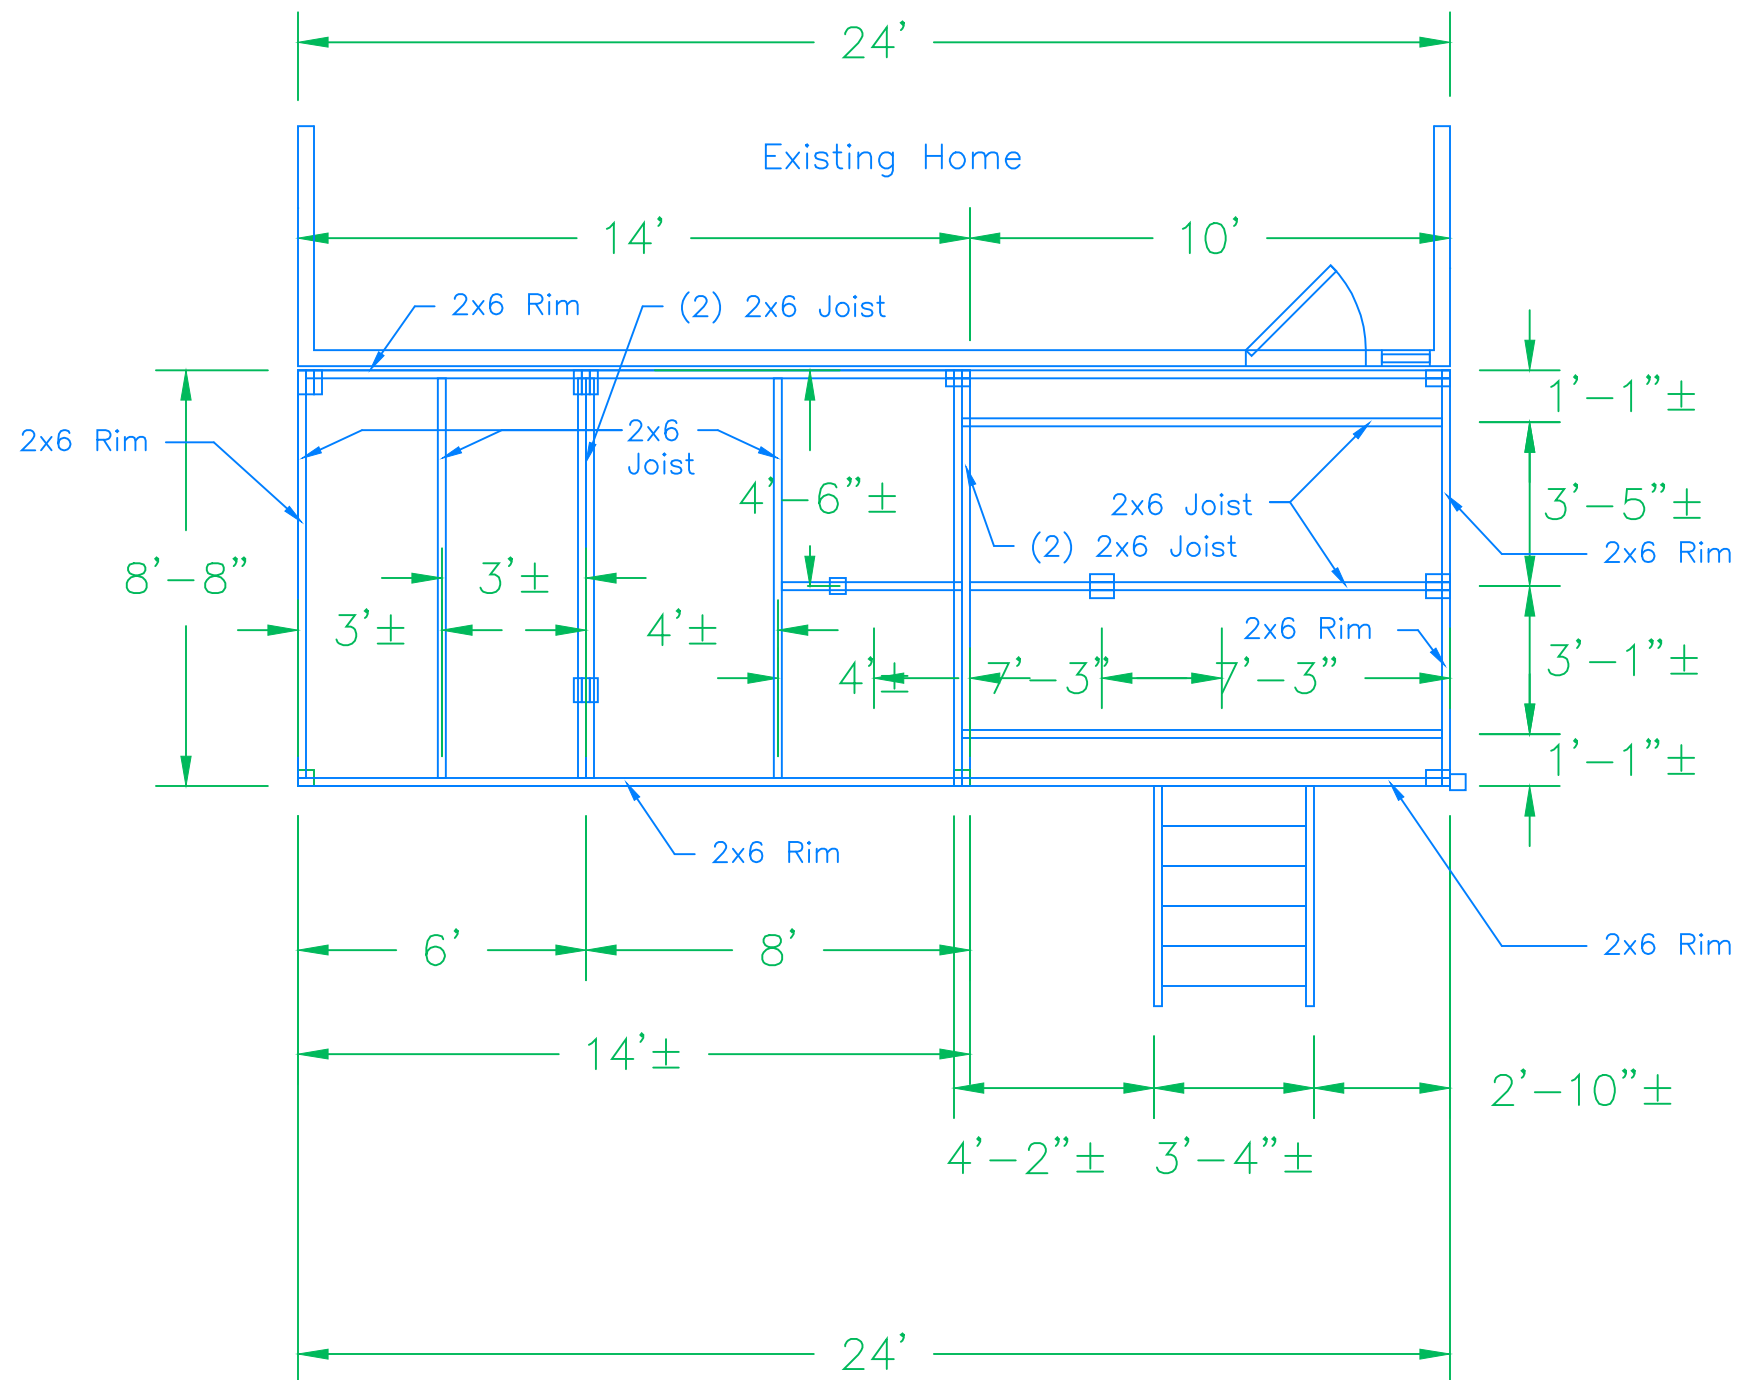 24'
Existing Home
14'
10'
2x6 Rim
(2) 2x6 Joist
1'-1"±
2x6 Rim
2x6
Joist
4'-6"±
2x6 Joist
3'-5"±
(2) 2x6 Joist
2x6 Rim
8'-8"
3'±
3'±
4'±
2x6 Rim
4'±
7'-3"
7'-3"
3'-1"±
1'-1"±
2x6 Rim
6'
8'
2x6 Rim
14'±
2'-10"±
4'-2"±
3'-4"±
24'